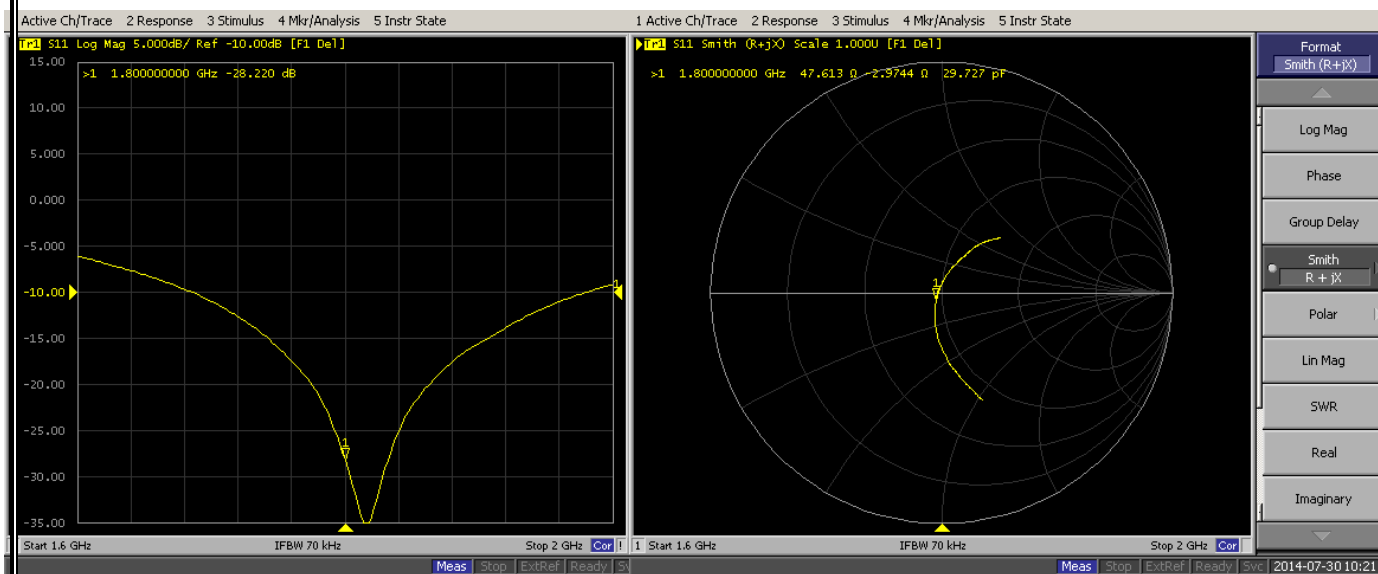 Active Ch/Trace 2 Response 3 Stimulus 4 Mkr/Analysis 5 Instr State
Tr1 S11 Log Mag 5.000dB/ Ref -10.00dB [F1 Del]
15.00
>1 1.800000000 GHz -28.220 dB
10.00
5.000
0.000
-5.000
-10.00
1
-15.00
-20.00
-25.00
1
-30.00
-35.00
Start 1.6 GHz IFBW 70 kHz Stop 2 GHz Cor !
Meas Stop ExtRef Ready Sv
1 Active Ch/Trace 2 Response 3 Stimulus 4 Mkr/Analysis 5 Instr State
Tr1 S11 Smith (R+jX) Scale 1.000U [F1 Del]
>1 1.800000000 GHz 47.613 Ω -2.9744 Ω 29.727 pF
1
1 Start 1.6 GHz IFBW 70 kHz Stop 2 GHz Cor
Meas Stop ExtRef Ready Svc 2014-07-30 10:21
Format
Smith (R+jX)
Log Mag
Phase
Group Delay
Smith
R + jX
Polar
Lin Mag
SWR
Real
Imaginary